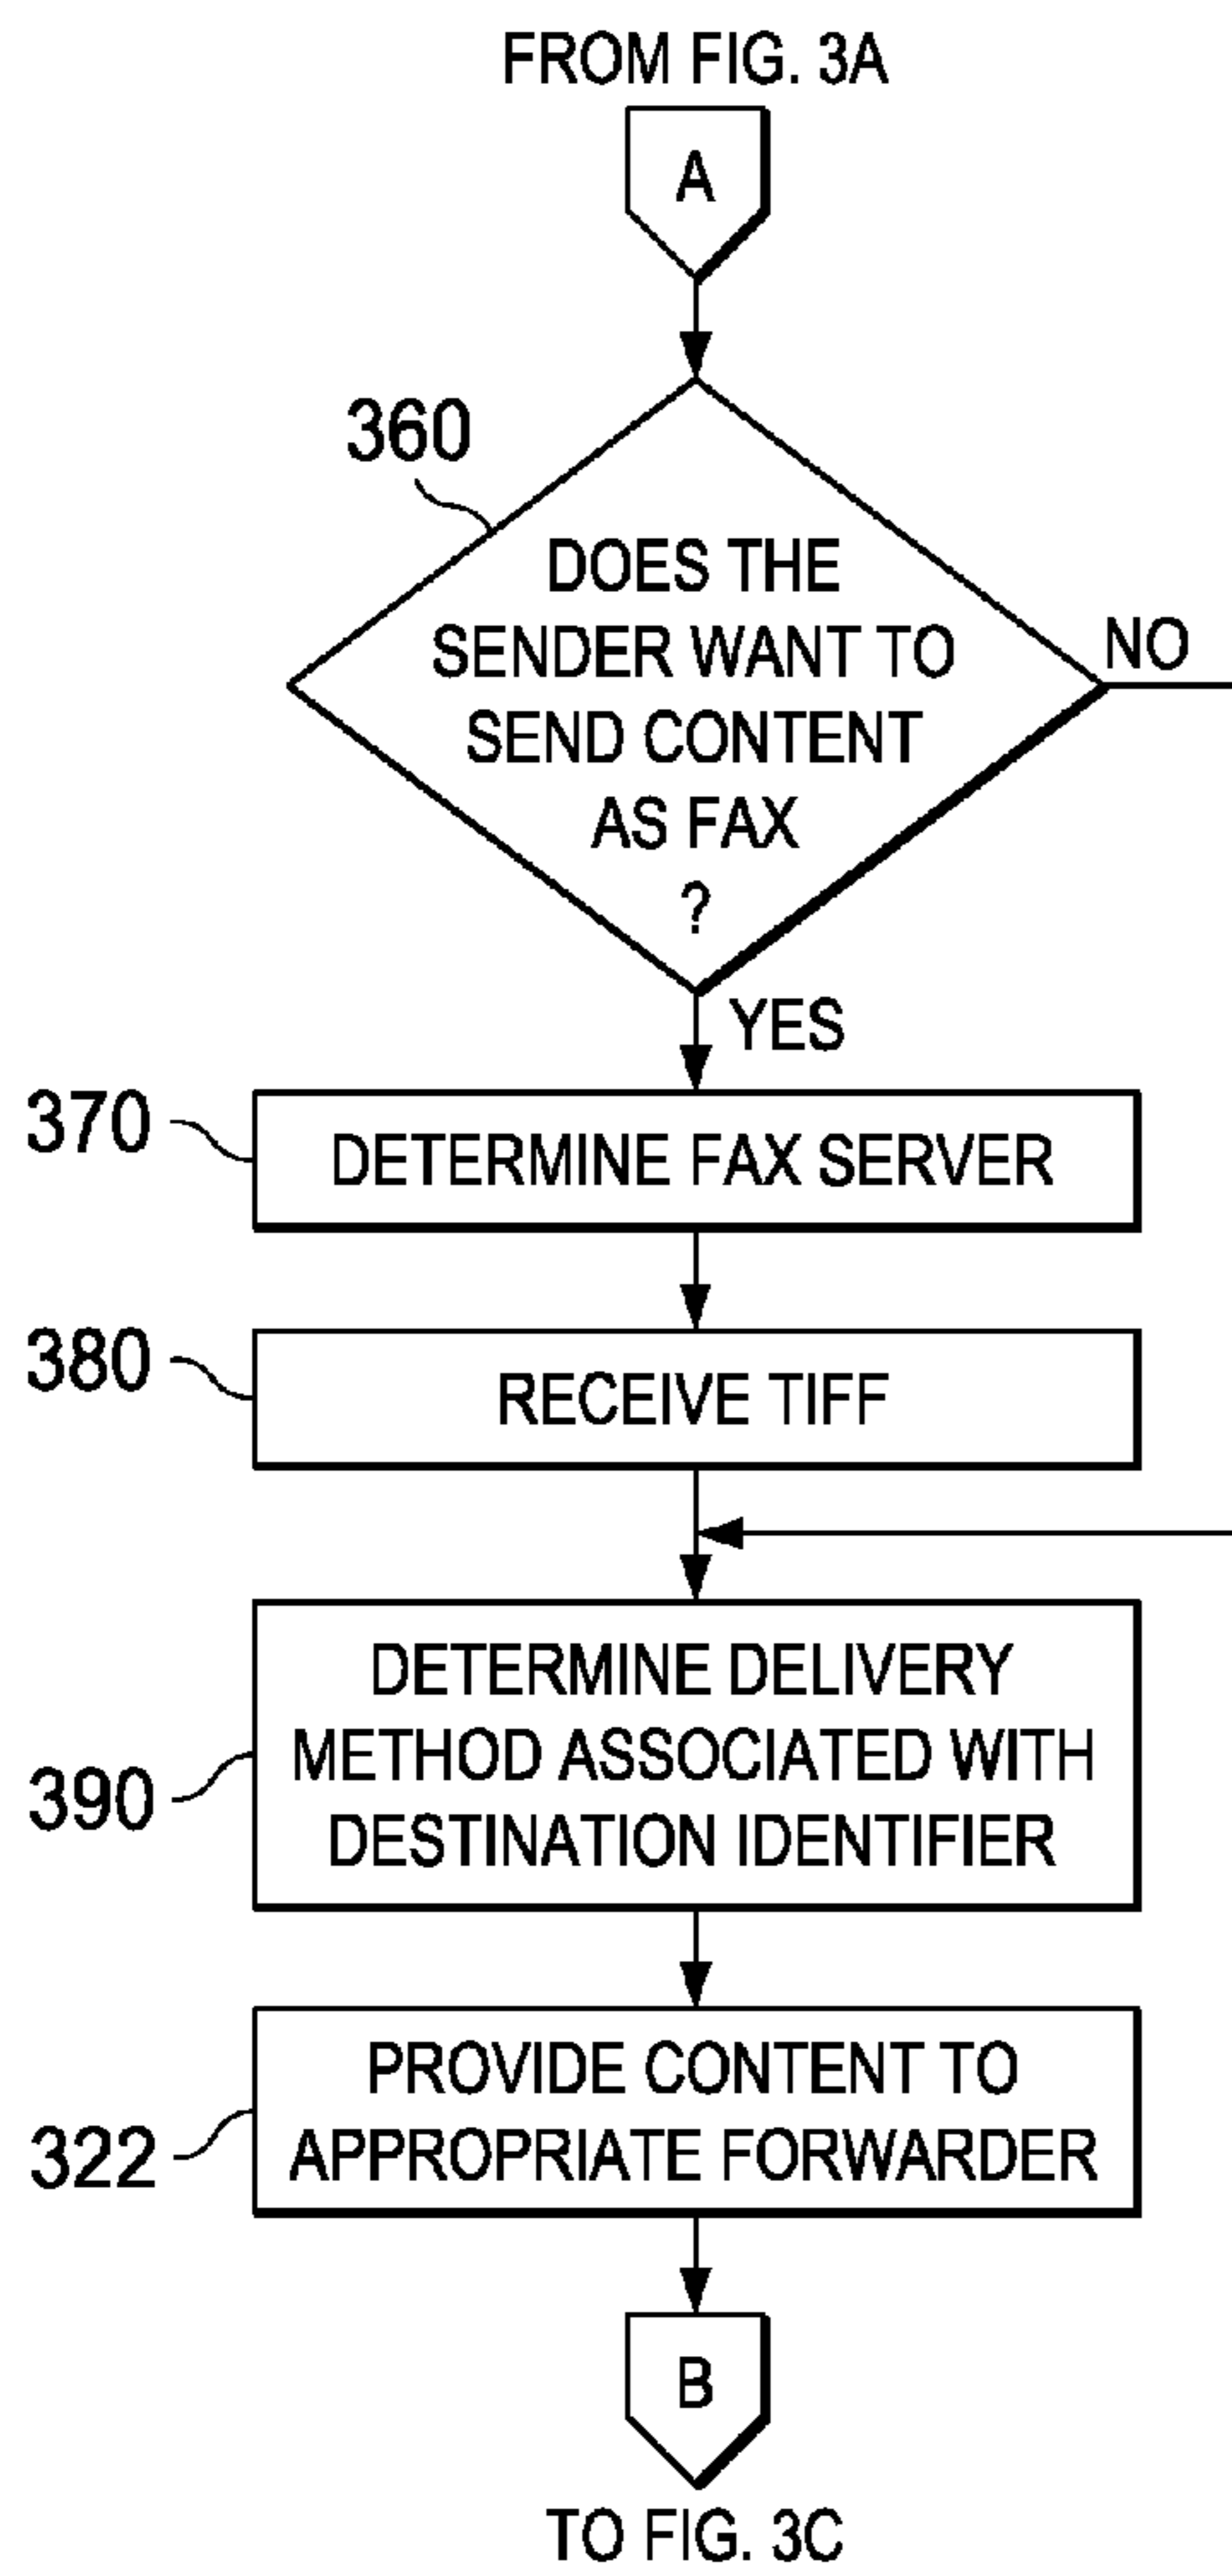 FROM FIG. 3A
A
360
DOES THE
SENDER WANT TO
SEND CONTENT
AS FAX
?
NO
YES
370
DETERMINE FAX SERVER
380
RECEIVE TIFF
390
DETERMINE DELIVERY
METHOD ASSOCIATED WITH
DESTINATION IDENTIFIER
322
PROVIDE CONTENT TO
APPROPRIATE FORWARDER
B
TO FIG. 3C